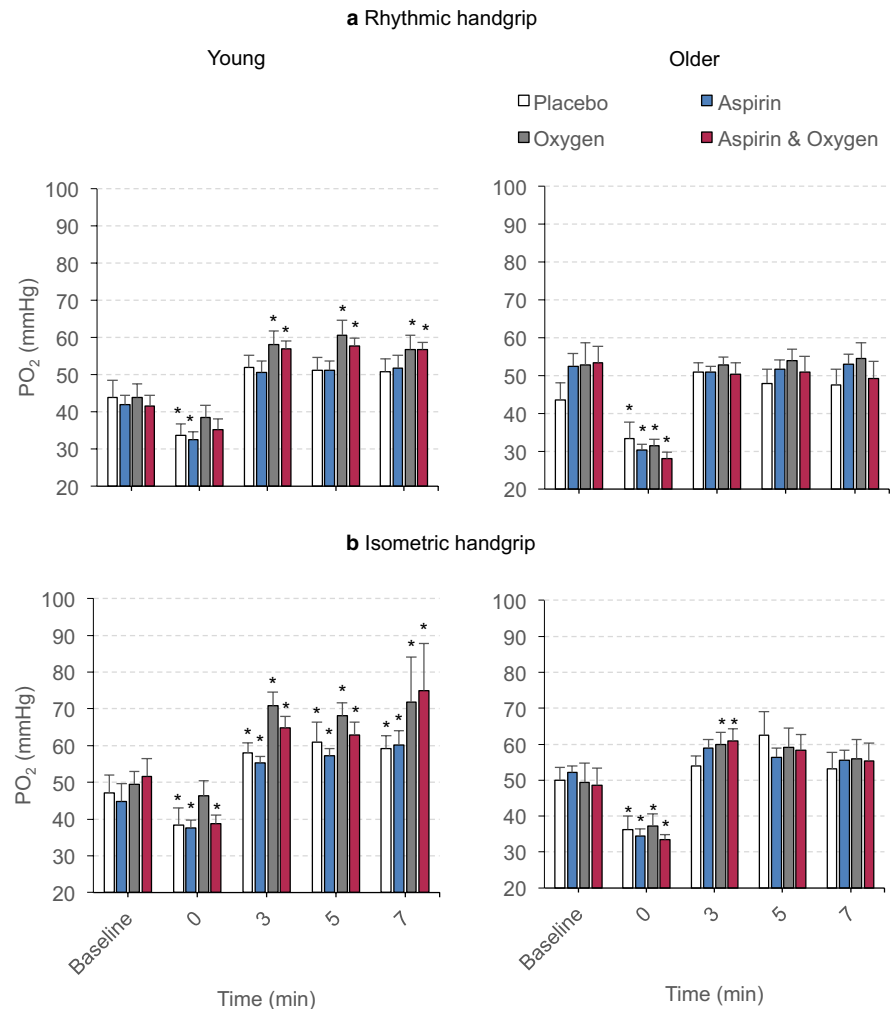 a Rhythmic handgrip
Young
Older
Placebo
Aspirin
Oxygen
Aspirin & Oxygen
PO2 (mmHg)
100
90
80
70
60
50
40
30
20
* * * * * * * *
100
90
80
70
60
50
40
30
20
* * * *
b Isometric handgrip
PO2 (mmHg)
100
90
80
70
60
50
40
30
20
* * * * * * * * * * * * * * *
Baseline
0
3
5
7
Time (min)
100
90
80
70
60
50
40
30
20
* * * * * *
Baseline
0
3
5
7
Time (min)